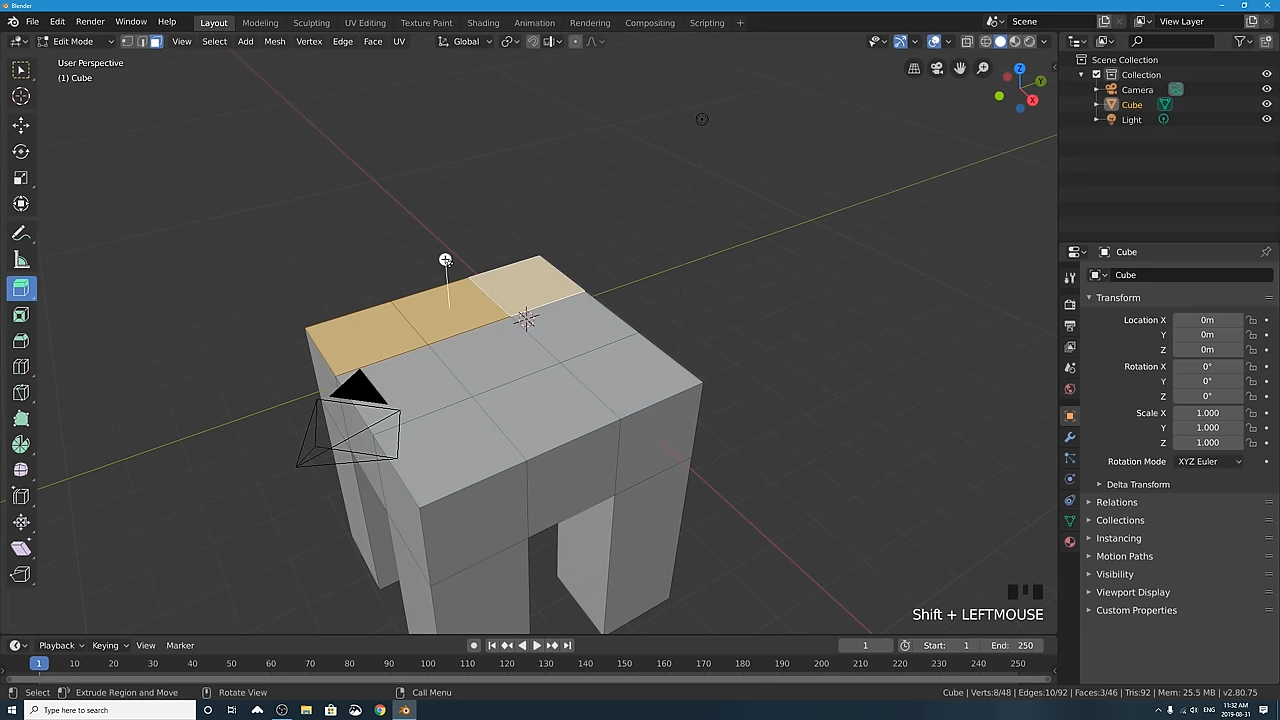 Blender
File Edit Render Window Help Layout Modeling Sculpting UV Editing Texture Paint Shading Animation Rendering Compositing Scripting + Scene View Layer
Edit Mode View Select Add Mesh Vertex Edge Face UV Global
User Perspective
(1) Cube
Z
Y
X
Scene Collection
Collection
Camera
Cube
Light
Cube
Cube
Transform
Location X 0m
Y 0m
Z 0m
Rotation X 0°
Y 0°
Z 0°
Scale X 1.000
Y 1.000
Z 1.000
Rotation Mode XYZ Euler
Delta Transform
Relations
Collections
Instancing
Motion Paths
Visibility
Viewport Display
Custom Properties
Shift + LEFTMOUSE
Playback Keying View Marker 1 Start: 1 End: 250
1 10 20 30 40 50 60 70 80 90 100 110 120 130 140 150 160 170 180 190 200 210 220 230 240 250
Select Extrude Region and Move Rotate View Call Menu Cube | Verts:8/48 | Edges:10/92 | Faces:3/46 | Tris:92 | Mem: 25.5 MB | v2.80.75
Type here to search ENG 11:32 AM
2019-08-31